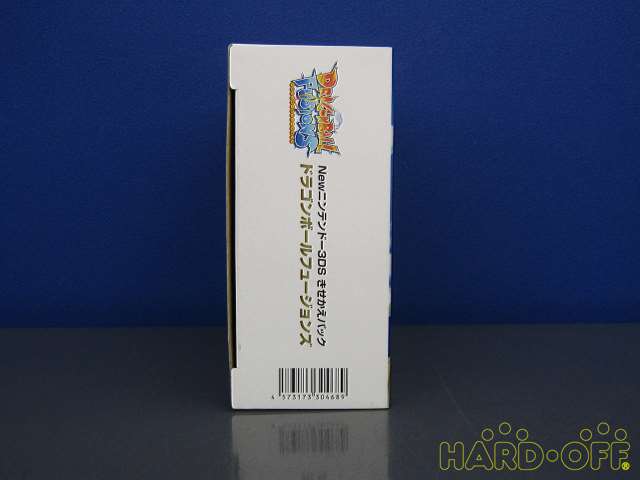 DRAGONBALL
FUSIONS
Newニンテンドー3DS きせかえパック
ドラゴンボールフュージョンズ
4 573173 304689
HARD・OFF®